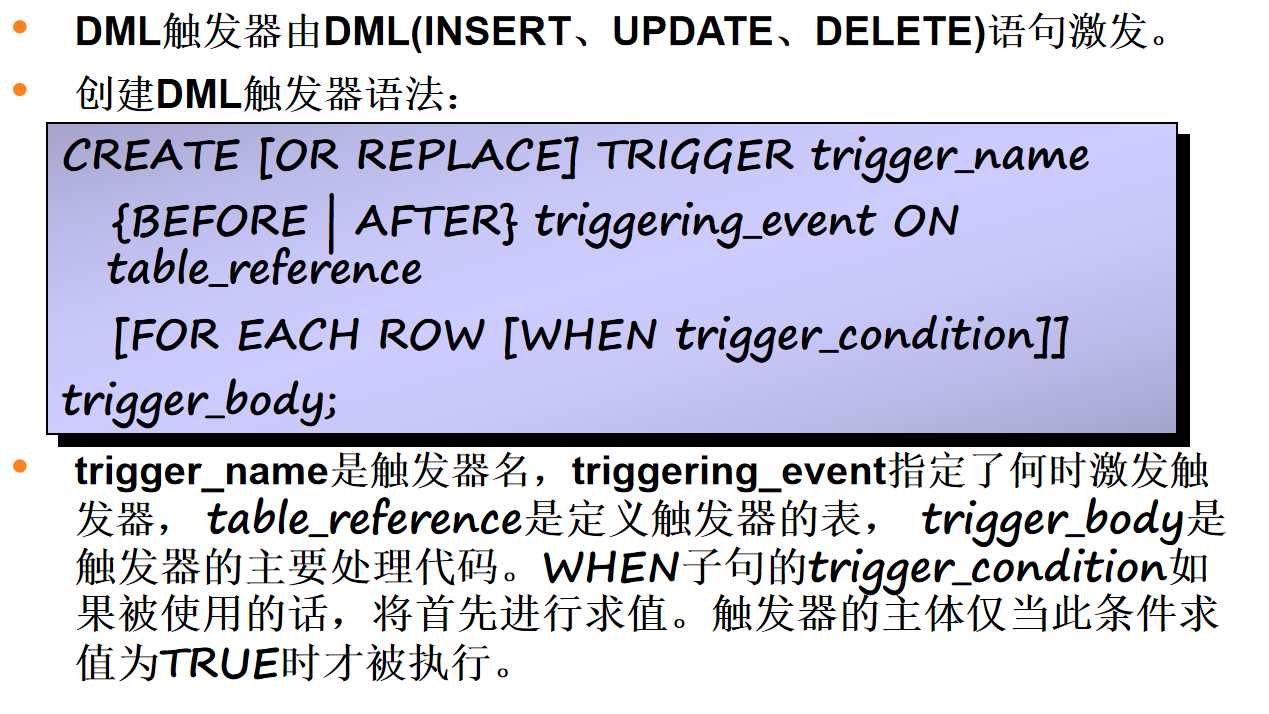 DML触发器由DML(INSERT、UPDATE、DELETE)语句激发。
创建DML触发器语法：
CREATE [OR REPLACE] TRIGGER trigger_name
{BEFORE | AFTER} triggering_event ON
table_reference
[FOR EACH ROW [WHEN trigger_condition]]
trigger_body;
trigger_name是触发器名，triggering_event指定了何时激发触
发器， table_reference是定义触发器的表， trigger_body是
触发器的主要处理代码。WHEN子句的trigger_condition如
果被使用的话，将首先进行求值。触发器的主体仅当此条件求
值为TRUE时才被执行。